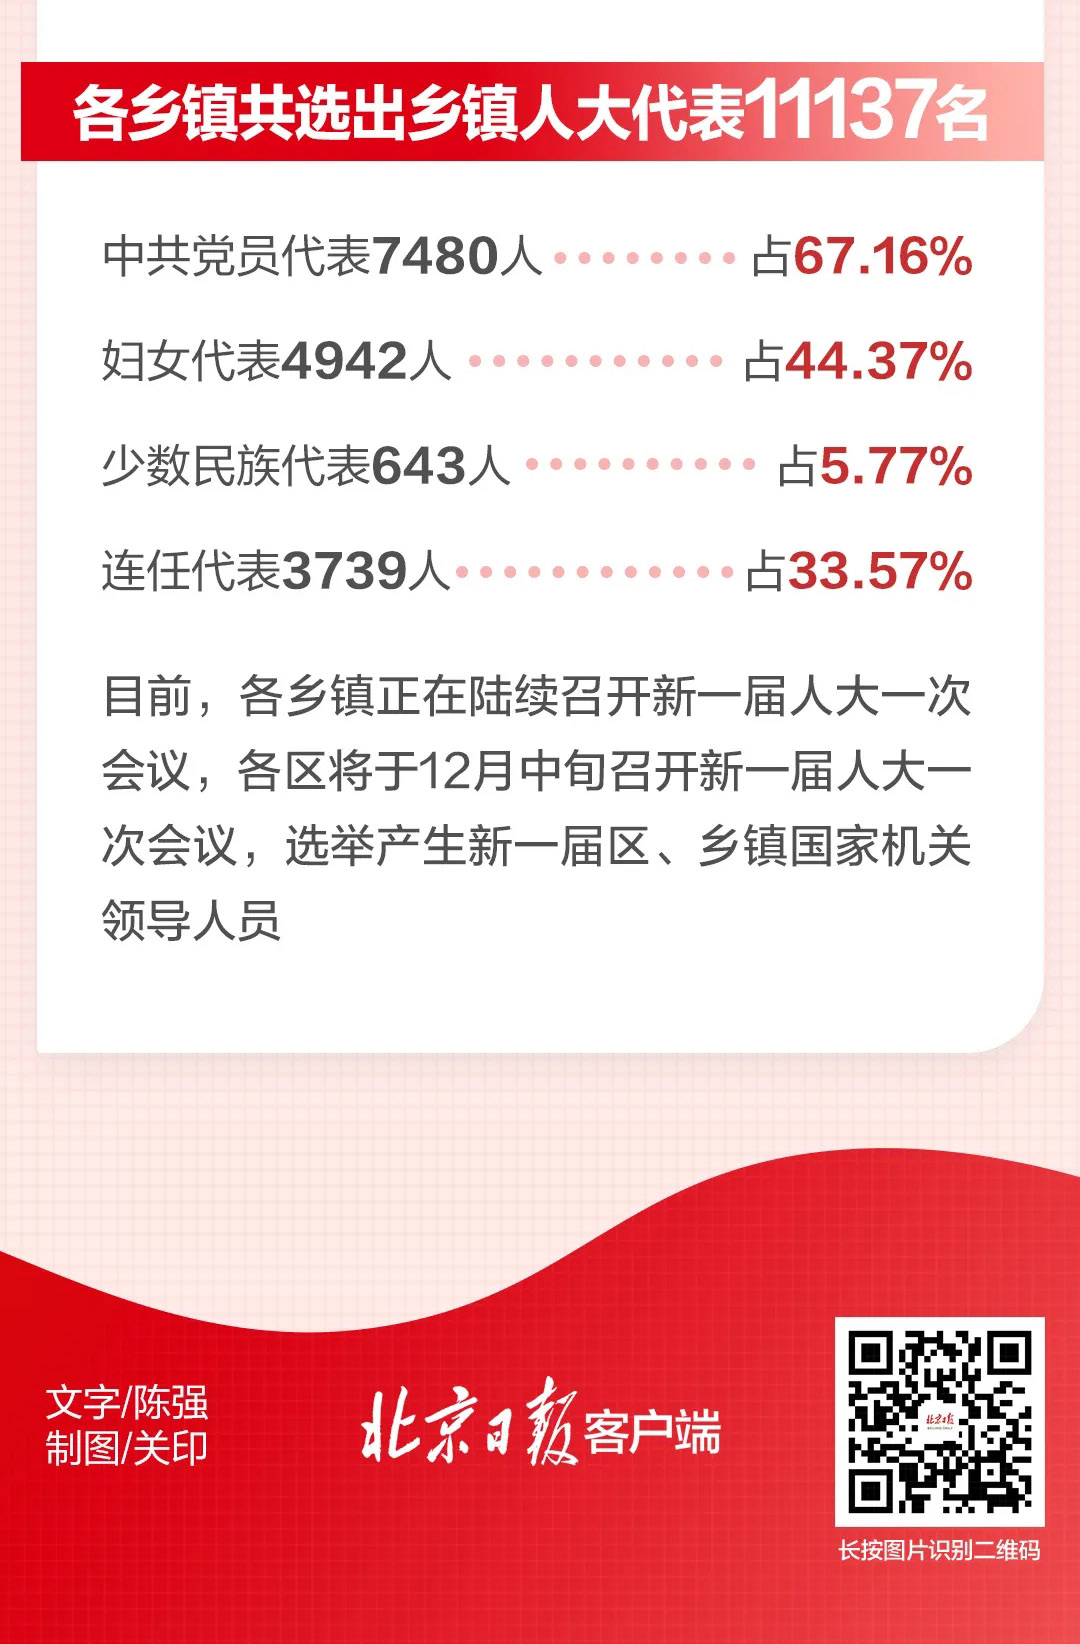 各乡镇共选出乡镇人大代表11137名
中共党员代表7480人 占67.16%
妇女代表4942人 占44.37%
少数民族代表643人 占5.77%
连任代表3739人 占33.57%
目前，各乡镇正在陆续召开新一届人大一次
会议，各区将于12月中旬召开新一届人大一
次会议，选举产生新一届区、乡镇国家机关
领导人员
文字/陈强
制图/关印
北京日报客户端
北京日报
BEIJING DAILY
长按图片识别二维码